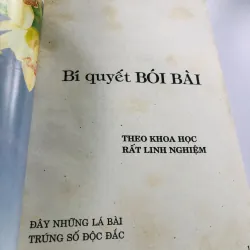 Bí quyết BÓI BÀI
THEO KHOA HỌC
RẤT LINH NGHIỆM
ĐÂY NHỮNG LÁ BÀI
TRÚNG SỐ ĐỘC ĐẮC